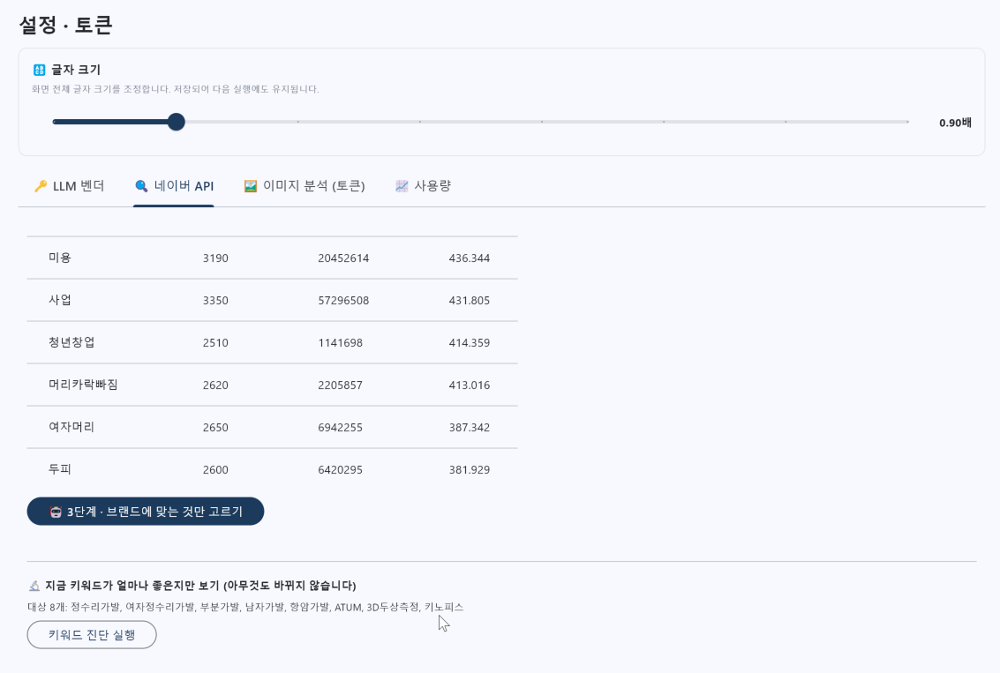 설정 · 토큰
글자 크기
화면 전체 글자 크기를 조정합니다. 저장되어 다음 실행에도 유지됩니다.
0.90배
LLM 벤더 네이버 API 이미지 분석 (토큰) 사용량
미용 3190 20452614 436.344
사업 3350 57296508 431.805
청년창업 2510 1141698 414.359
머리카락빠짐 2620 2205857 413.016
여자머리 2650 6942255 387.342
두피 2600 6420295 381.929
3단계 · 브랜드에 맞는 것만 고르기
지금 키워드가 얼마나 좋은지만 보기 (아무것도 바뀌지 않습니다)
대상 8개: 정수리가발, 여자정수리가발, 부분가발, 남자가발, 항암가발, ATUM, 3D두상측정, 키노피스
키워드 진단 실행